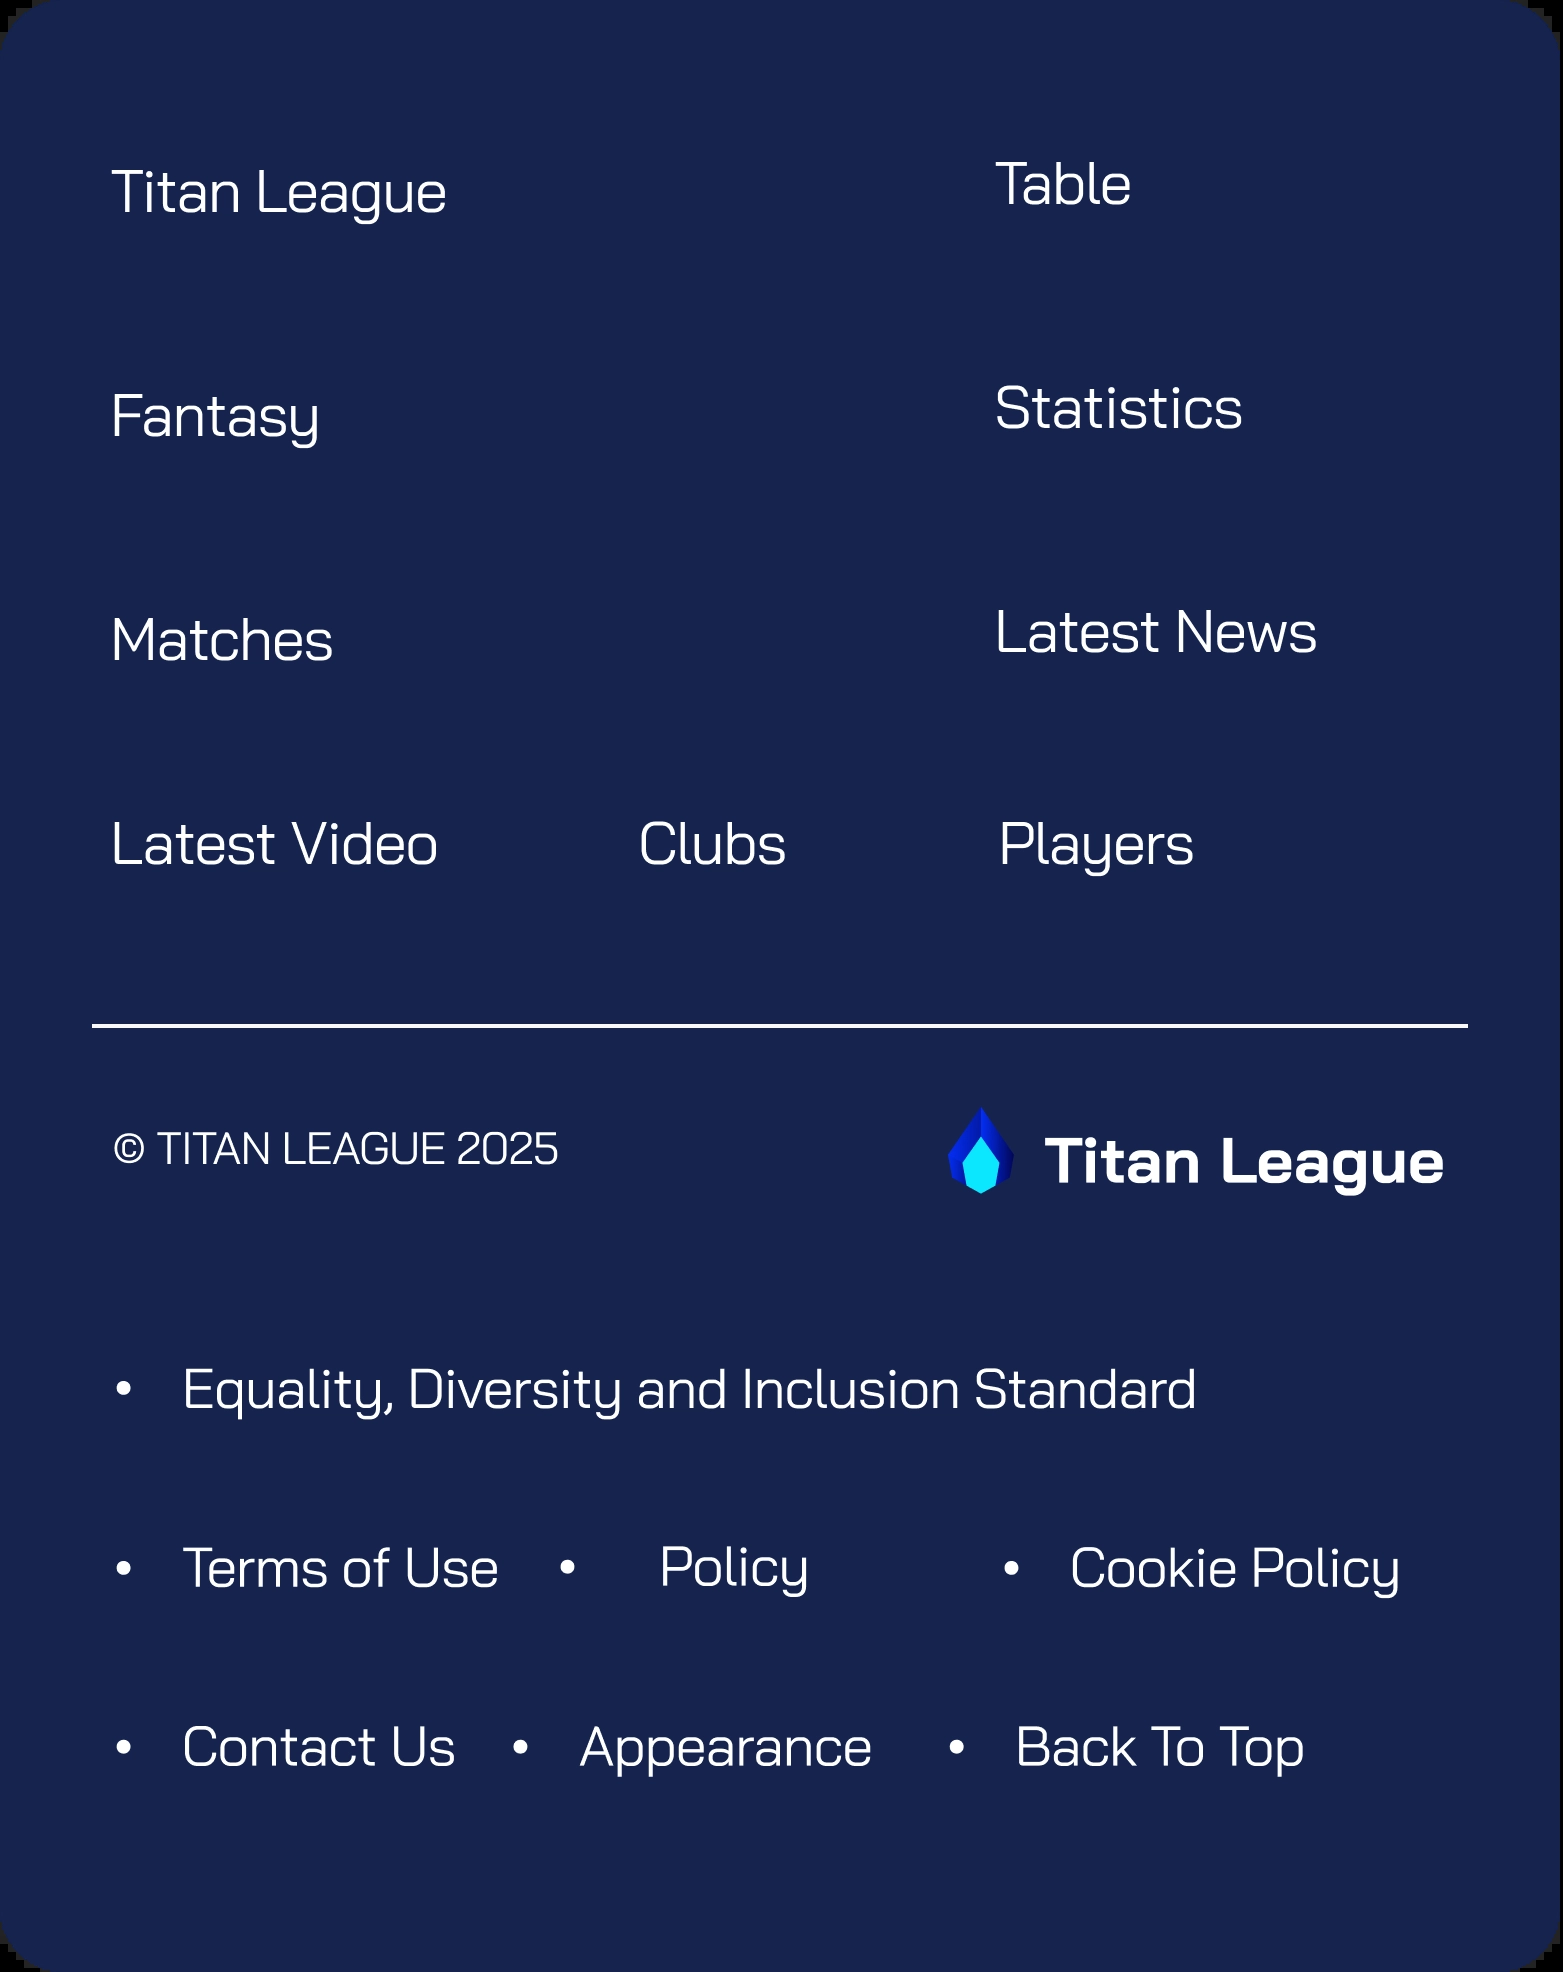 Titan League
Table
Fantasy
Statistics
Matches
Latest News
Latest Video
Clubs
Players
© TITAN LEAGUE 2025
Titan League
• Equality, Diversity and Inclusion Standard
• Terms of Use
• Policy
• Cookie Policy
• Contact Us
• Appearance
• Back To Top